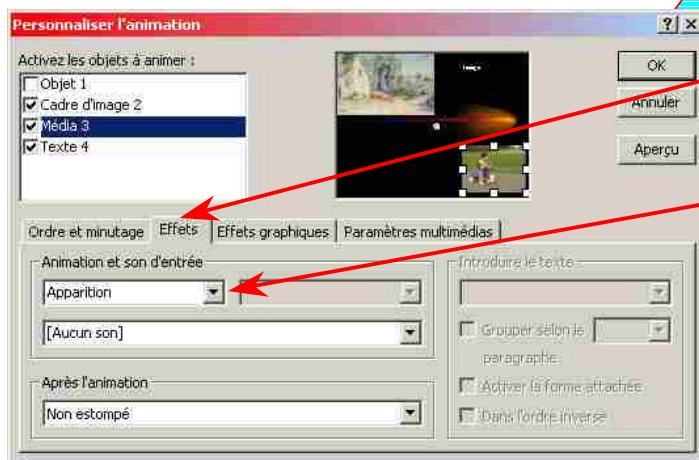 Personnaliser l'animation
Activez les objets à animer :
Objet 1
Cadre d'image 2
Média 3
Texte 4
OK
Annuler
Aperçu
Ordre et minutage
Effets
Effets graphiques
Paramètres multimédias
Animation et son d'entrée
Apparition
[Aucun son]
Après l'animation
Non estompé
Introduire le texte
Grouper selon le
paragraphe
Activer la forme attachée
Dans l'ordre inverse